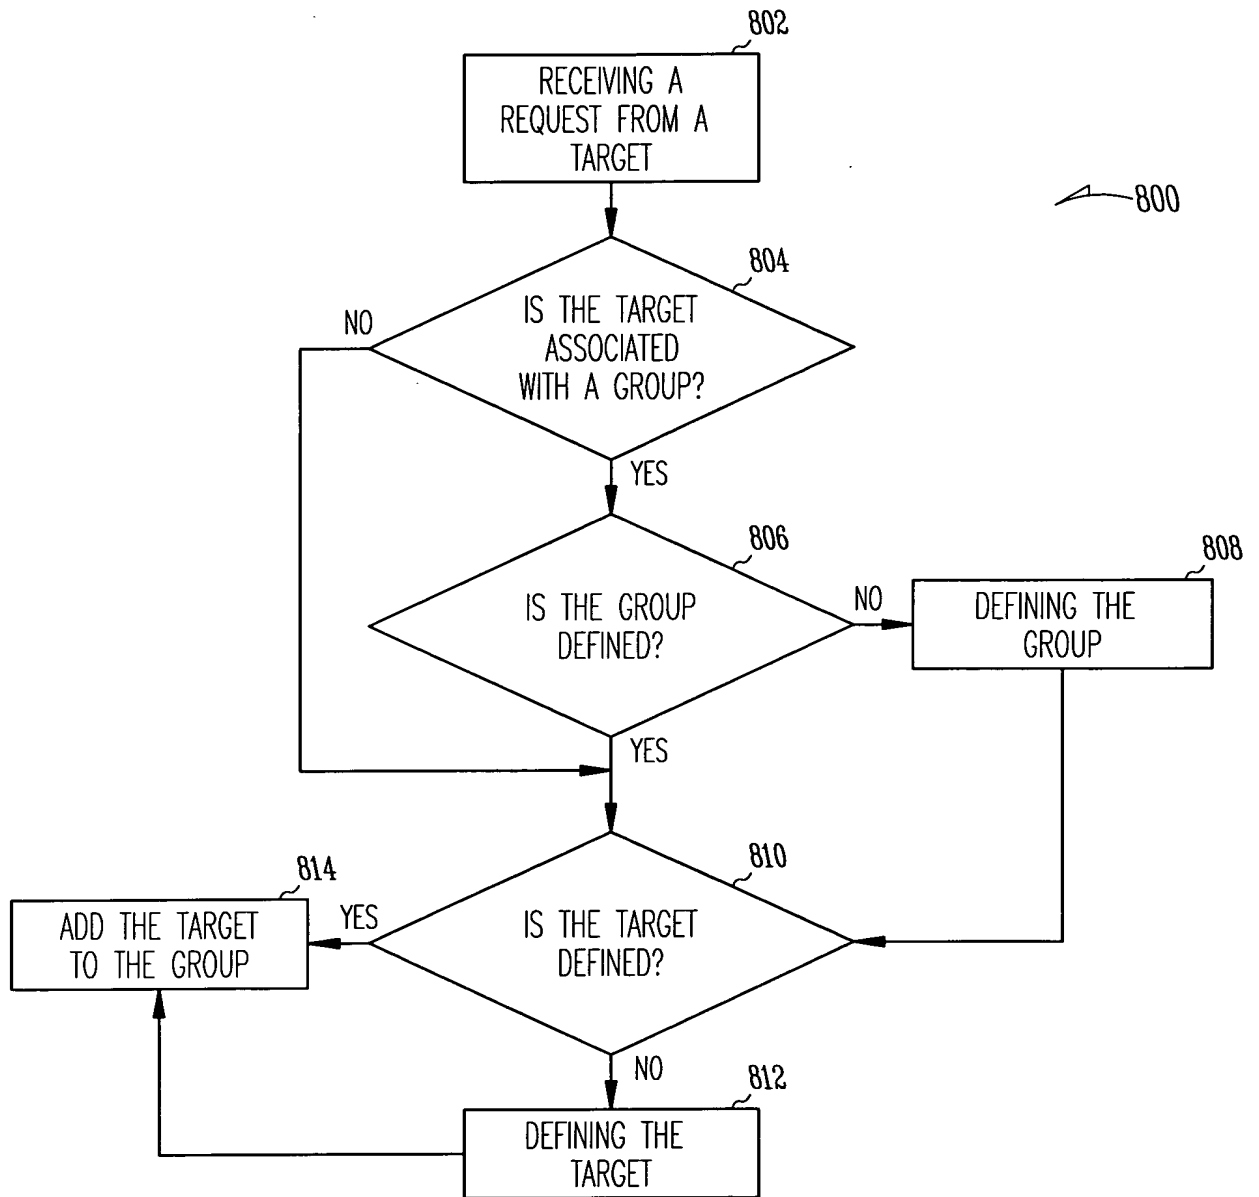 802
RECEIVING A
REQUEST FROM A
TARGET
800
804
NO
IS THE TARGET
ASSOCIATED
WITH A GROUP?
YES
806
808
IS THE GROUP
DEFINED?
NO
DEFINING THE
GROUP
YES
810
814
YES
ADD THE TARGET
TO THE GROUP
IS THE TARGET
DEFINED?
NO
812
DEFINING THE
TARGET